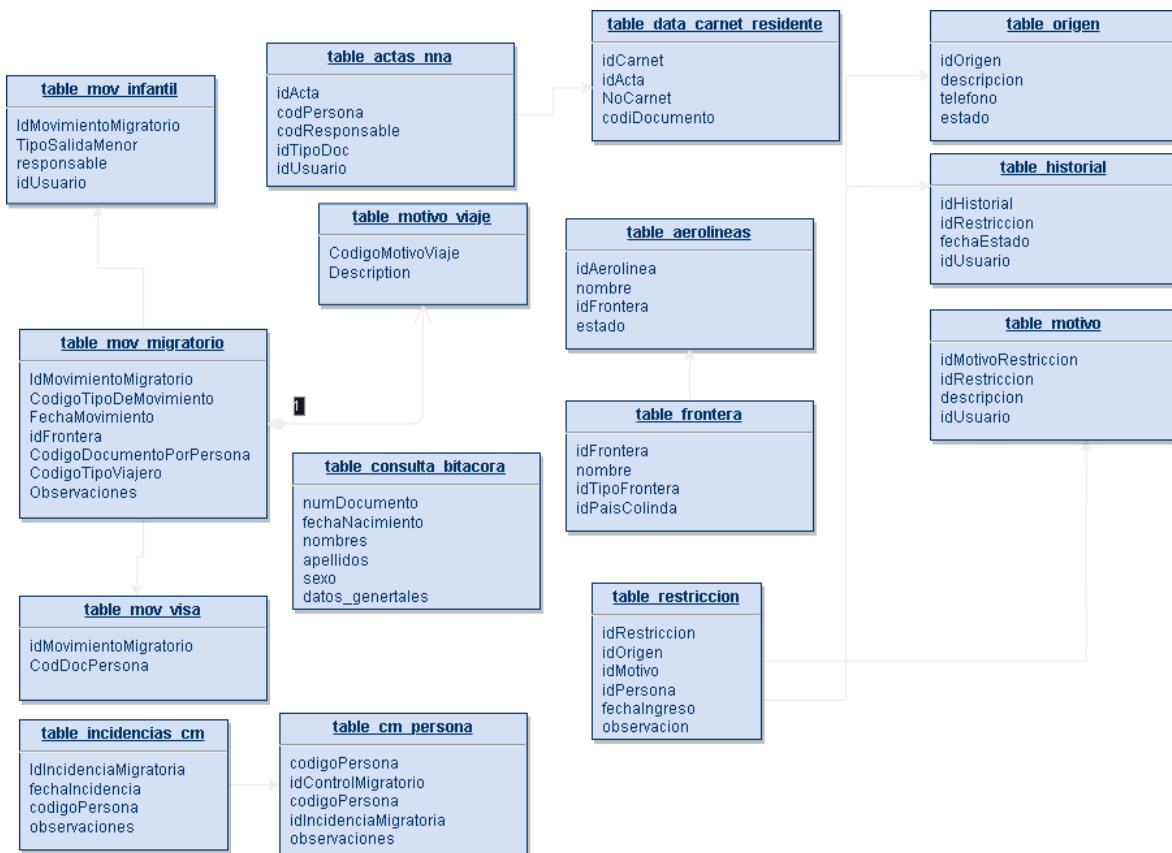 table_mov_infantil
IdMovimientoMigratorio
TipoSalidaMenor
responsable
idUsuario
table_actas_nna
idActa
codPersona
codResponsable
idTipoDoc
idUsuario
table_data_carnet_residente
idCarnet
idActa
NoCarnet
codiDocumento
table_origen
idOrigen
descripcion
telefono
estado
table_historial
idHistorial
idRestriccion
fechaEstado
idUsuario
table_motivo_viaje
CodigoMotivoViaje
Description
table_aerolineas
idAerolinea
nombre
idFrontera
estado
table_motivo
idMotivoRestriccion
idRestriccion
descripcion
idUsuario
table_mov_migratorio
IdMovimientoMigratorio
CodigoTipoDeMovimiento
FechaMovimiento
idFrontera
CodigoDocumentoPorPersona
CodigoTipoViajero
Observaciones
1
table_frontera
idFrontera
nombre
idTipoFrontera
idPaisColinda
table_consulta_bitacora
numDocumento
fechaNacimiento
nombres
apellidos
sexo
datos_genertales
table_mov_visa
idMovimientoMigratorio
CodDocPersona
table_restriccion
idRestriccion
idOrigen
idMotivo
idPersona
fechaIngreso
observacion
table_incidencias_cm
IdIncidenciaMigratoria
fechaIncidencia
codigoPersona
observaciones
table_cm_persona
codigoPersona
idControlMigratorio
codigoPersona
idIncidenciaMigratoria
observaciones